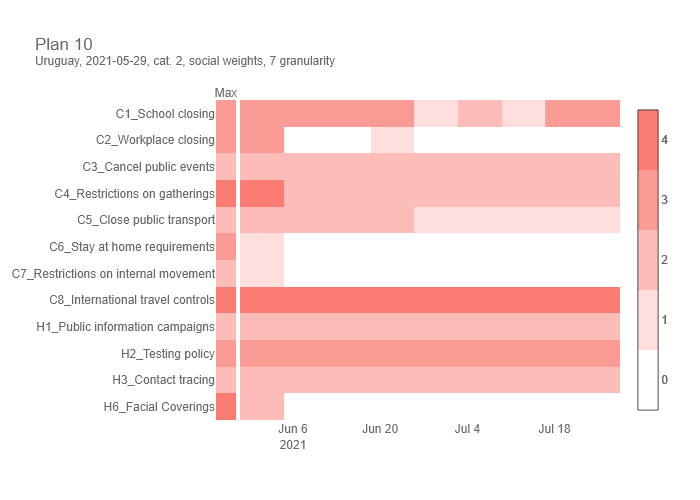 Plan 10
Uruguay, 2021-05-29, cat. 2, social weights, 7 granularity
Max
C1_School closing
C2_Workplace closing
C3_Cancel public events
C4_Restrictions on gatherings
C5_Close public transport
C6_Stay at home requirements
C7_Restrictions on internal movement
C8_International travel controls
H1_Public information campaigns
H2_Testing policy
H3_Contact tracing
H6_Facial Coverings
Jun 6
2021
Jun 20
Jul 4
Jul 18
4
3
2
1
0